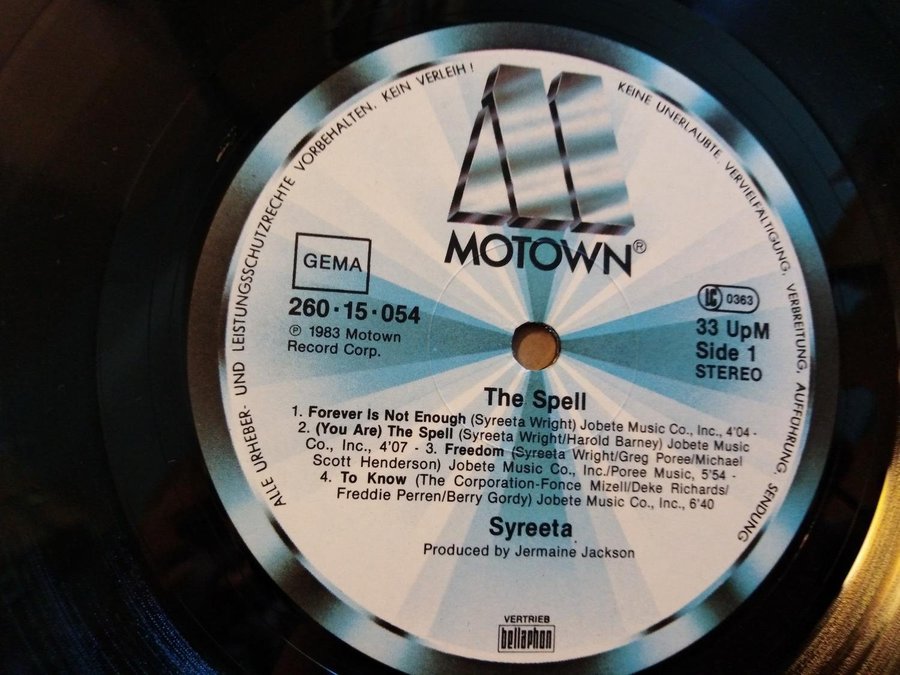 ALLE URHEBER- UND LEISTUNGSSCHUTZRECHTE VORBEHALTEN. KEIN VERLEIH!
KEINE UNERLAUBTE VERVIELFÄLTIGUNG, VERBREITUNG, AUFFÜHRUNG, SENDUNG
MOTOWN®
GEMA
260·15·054
℗ 1983 Motown
Record Corp.
LC 0363
33 UpM
Side 1
STEREO
The Spell
1. Forever Is Not Enough (Syreeta Wright) Jobete Music Co., Inc., 4'04 -
2. (You Are) The Spell (Syreeta Wright/Harold Barney) Jobete Music
Co., Inc., 4'07 - 3. Freedom (Syreeta Wright/Greg Poree/Michael
Scott Henderson) Jobete Music Co., Inc./Poree Music, 5'54 -
4. To Know (The Corporation-Fonce Mizell/Deke Richards/
Freddie Perren/Berry Gordy) Jobete Music Co., Inc., 6'40
Syreeta
Produced by Jermaine Jackson
VERTRIEB
bellaphon